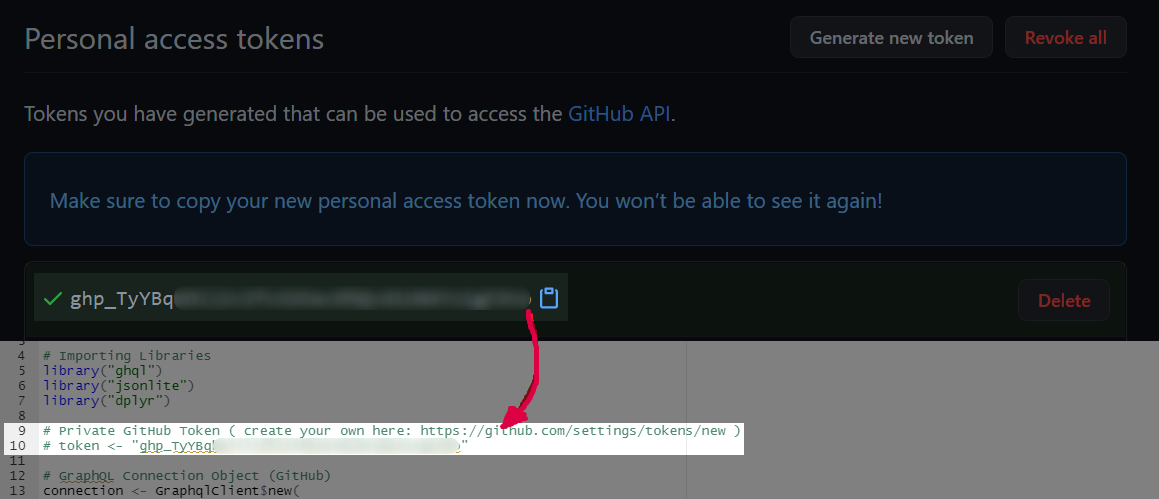 Personal access tokens
Generate new token
Revoke all
Tokens you have generated that can be used to access the GitHub API.
Make sure to copy your new personal access token now. You won’t be able to see it again!
ghp_TyYBq
Delete
4 # Importing Libraries
5 library("ghql")
6 library("jsonlite")
7 library("dplyr")
8
9 # Private GitHub Token ( create your own here: https://github.com/settings/tokens/new )
10 # token <- "ghp_TyYBq"
11
12 # GraphQL Connection Object (GitHub)
13 connection <- GraphqlClient$new(